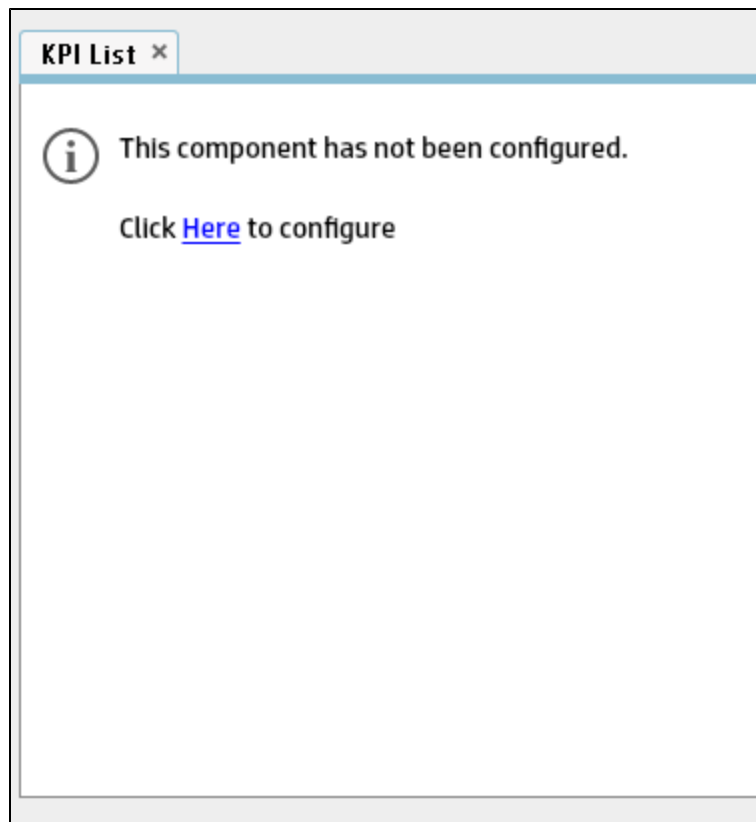 KPI List ×
This component has not been configured.
Click Here to configure